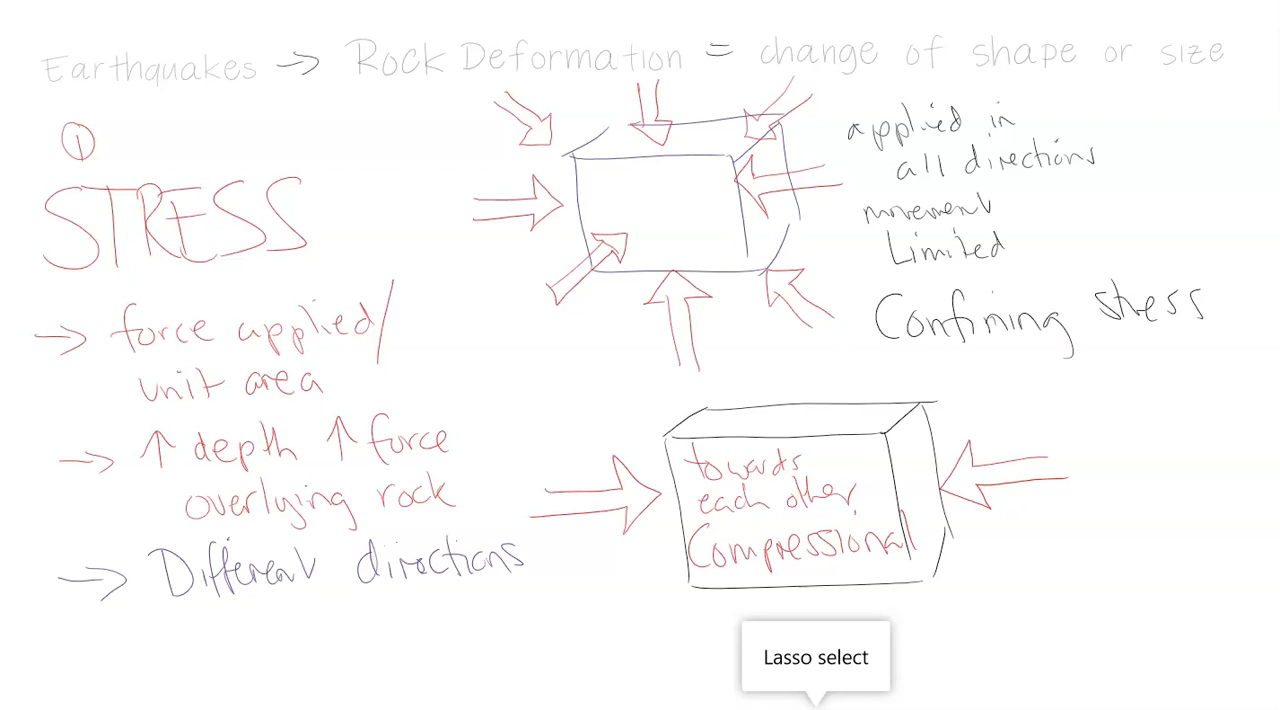 Earthquakes → Rock Deformation = change of shape or size
①
STRESS
→ force applied/
unit area
→ ↑ depth ↑ force
overlying rock
→ Different directions
applied in
all directions
movement
Limited
Confining stress
towards
each other
Compressional
Lasso select